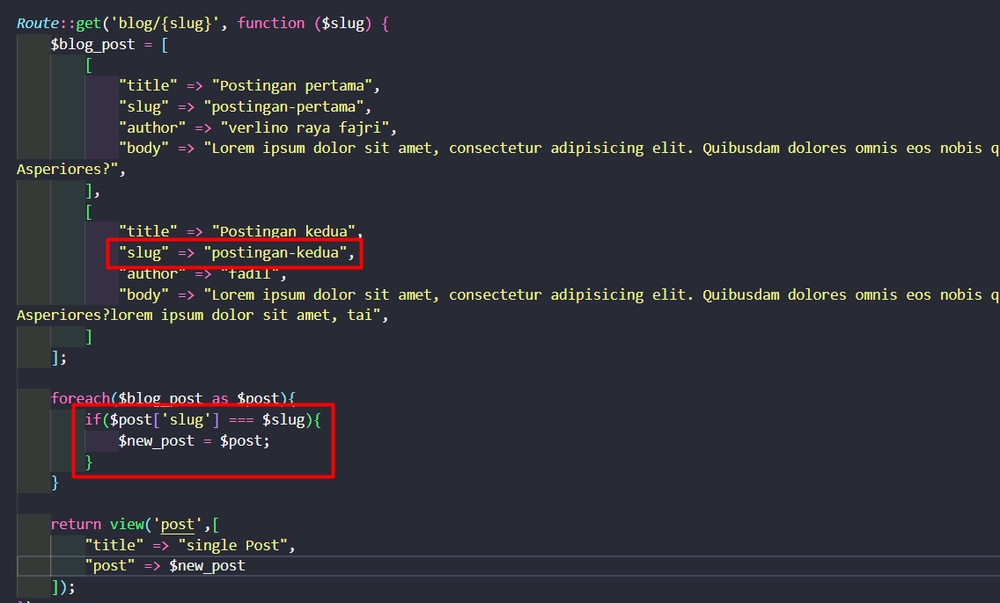 Route::get('blog/{slug}', function ($slug) {
$blog_post = [
[
"title" => "Postingan pertama",
"slug" => "postingan-pertama",
"author" => "verlino raya fajri",
"body" => "Lorem ipsum dolor sit amet, consectetur adipisicing elit. Quibusdam dolores omnis eos nobis q
Asperiores?",
],
[
"title" => "Postingan kedua",
"slug" => "postingan-kedua",
"author" => "fadil",
"body" => "Lorem ipsum dolor sit amet, consectetur adipisicing elit. Quibusdam dolores omnis eos nobis q
Asperiores?lorem ipsum dolor sit amet, tai",
]
];
foreach($blog_post as $post){
if($post['slug'] === $slug){
$new_post = $post;
}
}
return view('post',[
"title" => "single Post",
"post" => $new_post
]);